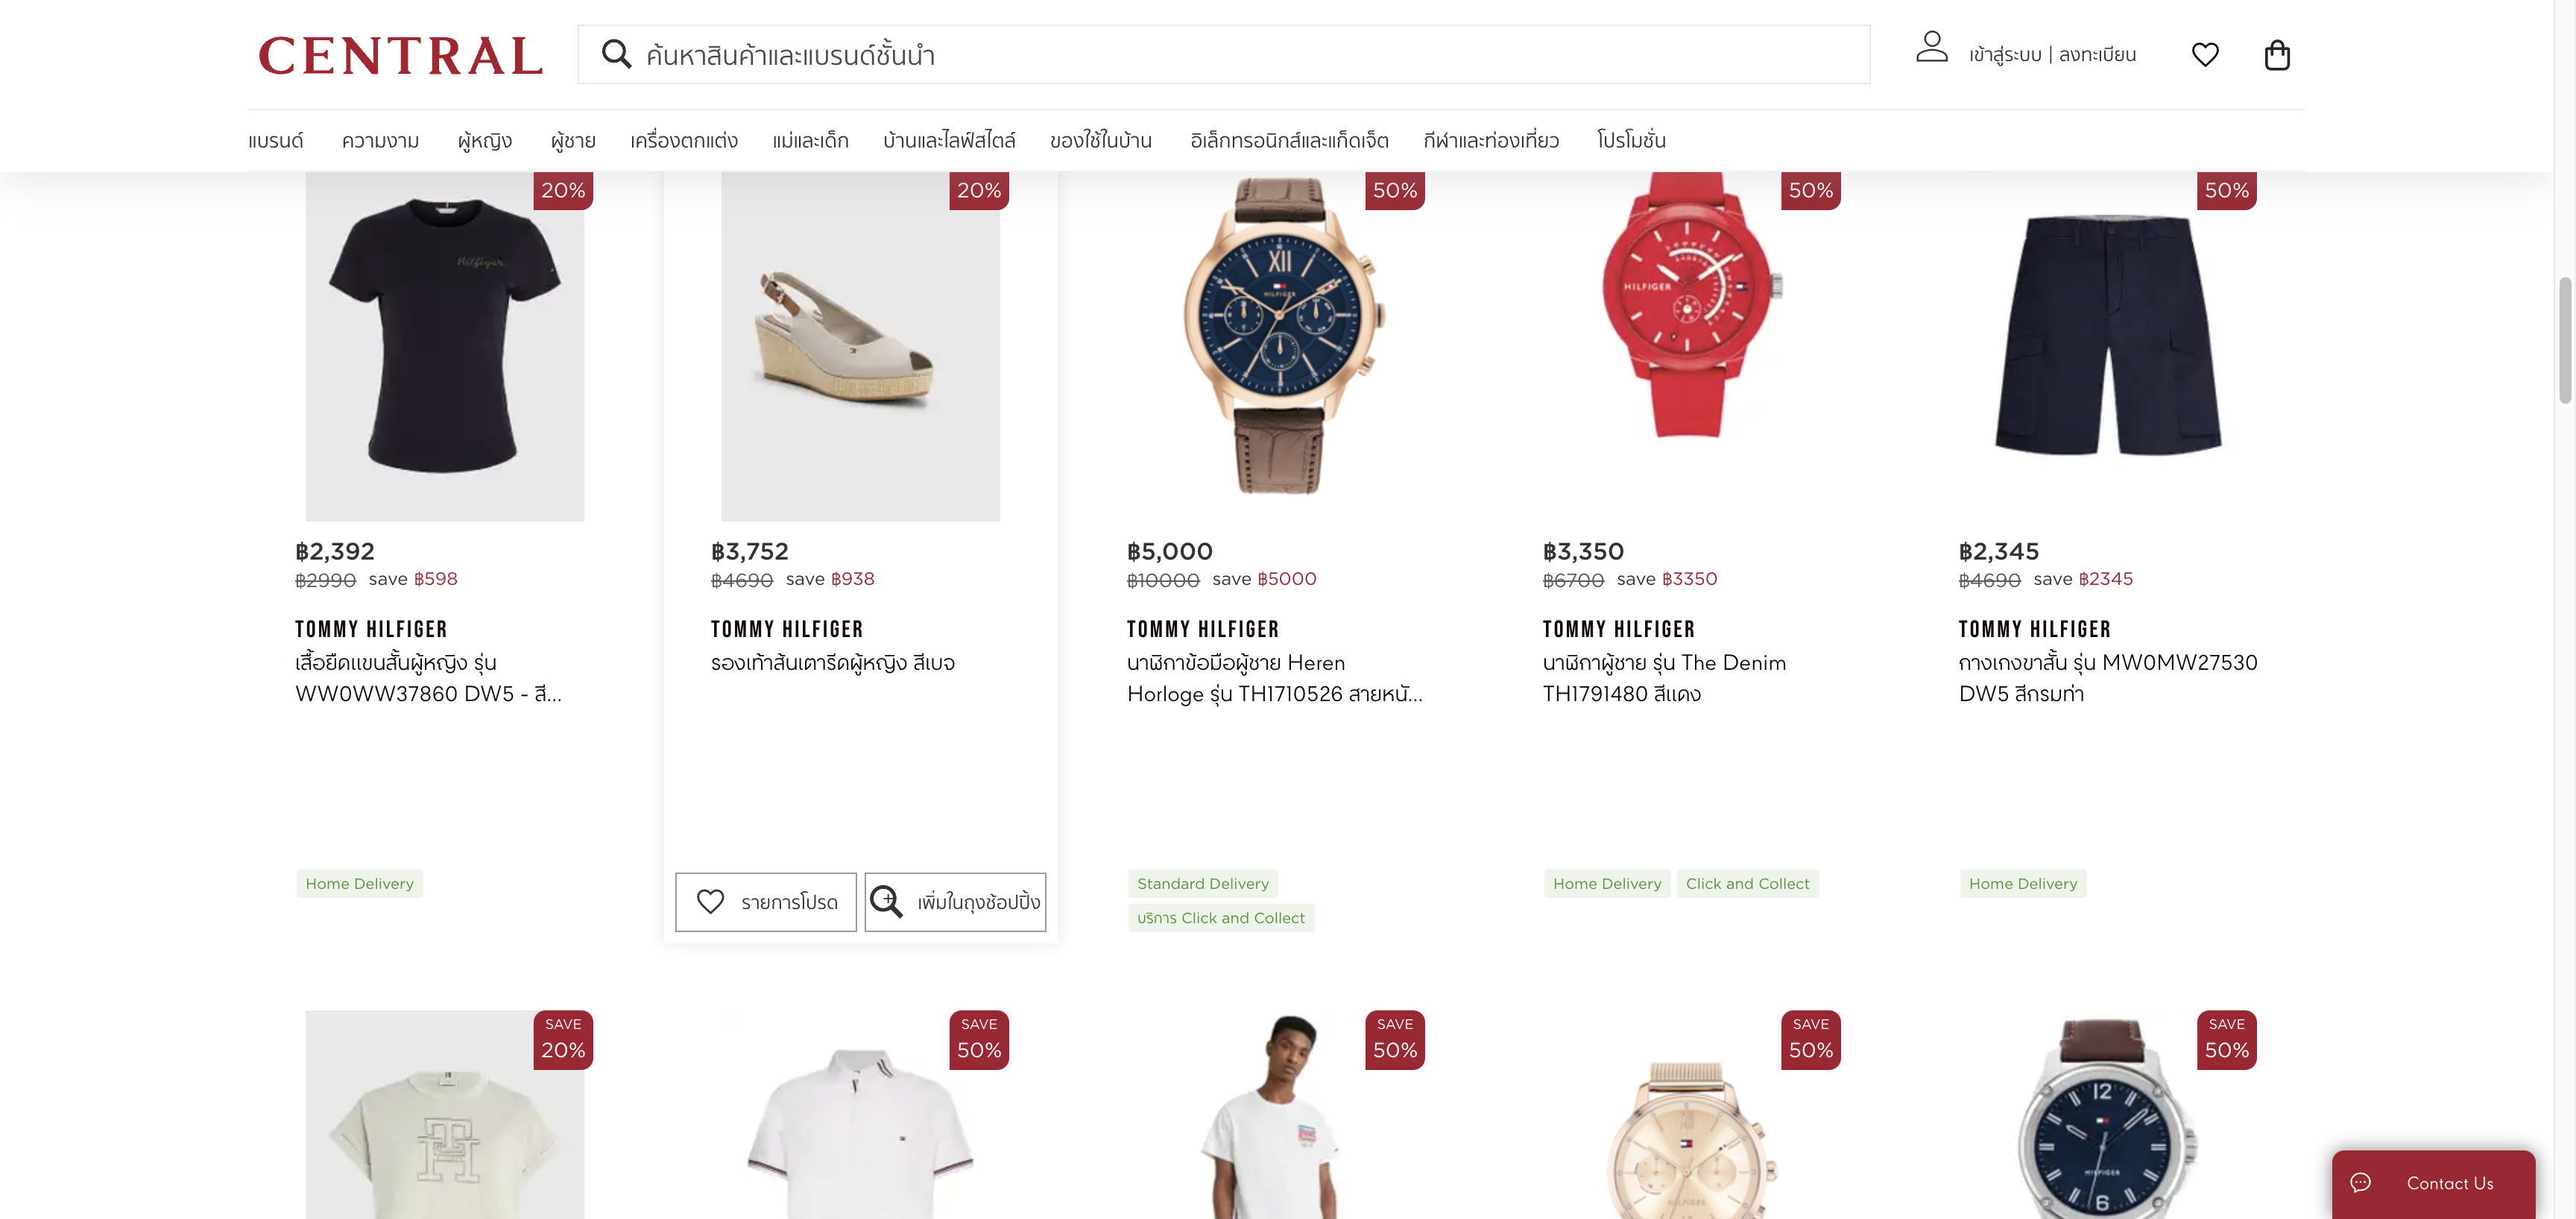 CENTRAL
ค้นหาสินค้าและแบรนด์ชั้นนำ
เข้าสู่ระบบ | ลงทะเบียน
แบรนด์ ความงาม ผู้หญิง ผู้ชาย เครื่องตกแต่ง แม่และเด็ก บ้านและไลฟ์สไตล์ ของใช้ในบ้าน อิเล็กทรอนิกส์และแก็ดเจ็ต กีฬาและท่องเที่ยว โปรโมชั่น
20%
Hilfiger
฿2,392
฿2990 save ฿598
TOMMY HILFIGER
เสื้อยืดแขนสั้นผู้หญิง รุ่น
WW0WW37860 DW5 - สี...
Home Delivery
20%
฿3,752
฿4690 save ฿938
TOMMY HILFIGER
รองเท้าส้นเตารีดผู้หญิง สีเบจ
รายการโปรด
เพิ่มในถุงช้อปปิ้ง
50%
XII
HILFIGER
฿5,000
฿10000 save ฿5000
TOMMY HILFIGER
นาฬิกาข้อมือผู้ชาย Heren
Horloge รุ่น TH1710526 สายหนั...
Standard Delivery
บริการ Click and Collect
50%
HILFIGER
฿3,350
฿6700 save ฿3350
TOMMY HILFIGER
นาฬิกาผู้ชาย รุ่น The Denim
TH1791480 สีแดง
Home Delivery Click and Collect
50%
฿2,345
฿4690 save ฿2345
TOMMY HILFIGER
กางเกงขาสั้น รุ่น MW0MW27530
DW5 สีกรมท่า
Home Delivery
SAVE
20%
SAVE
50%
SAVE
50%
SAVE
50%
HILFIGER
SAVE
50%
12
HILFIGER
6
Contact Us